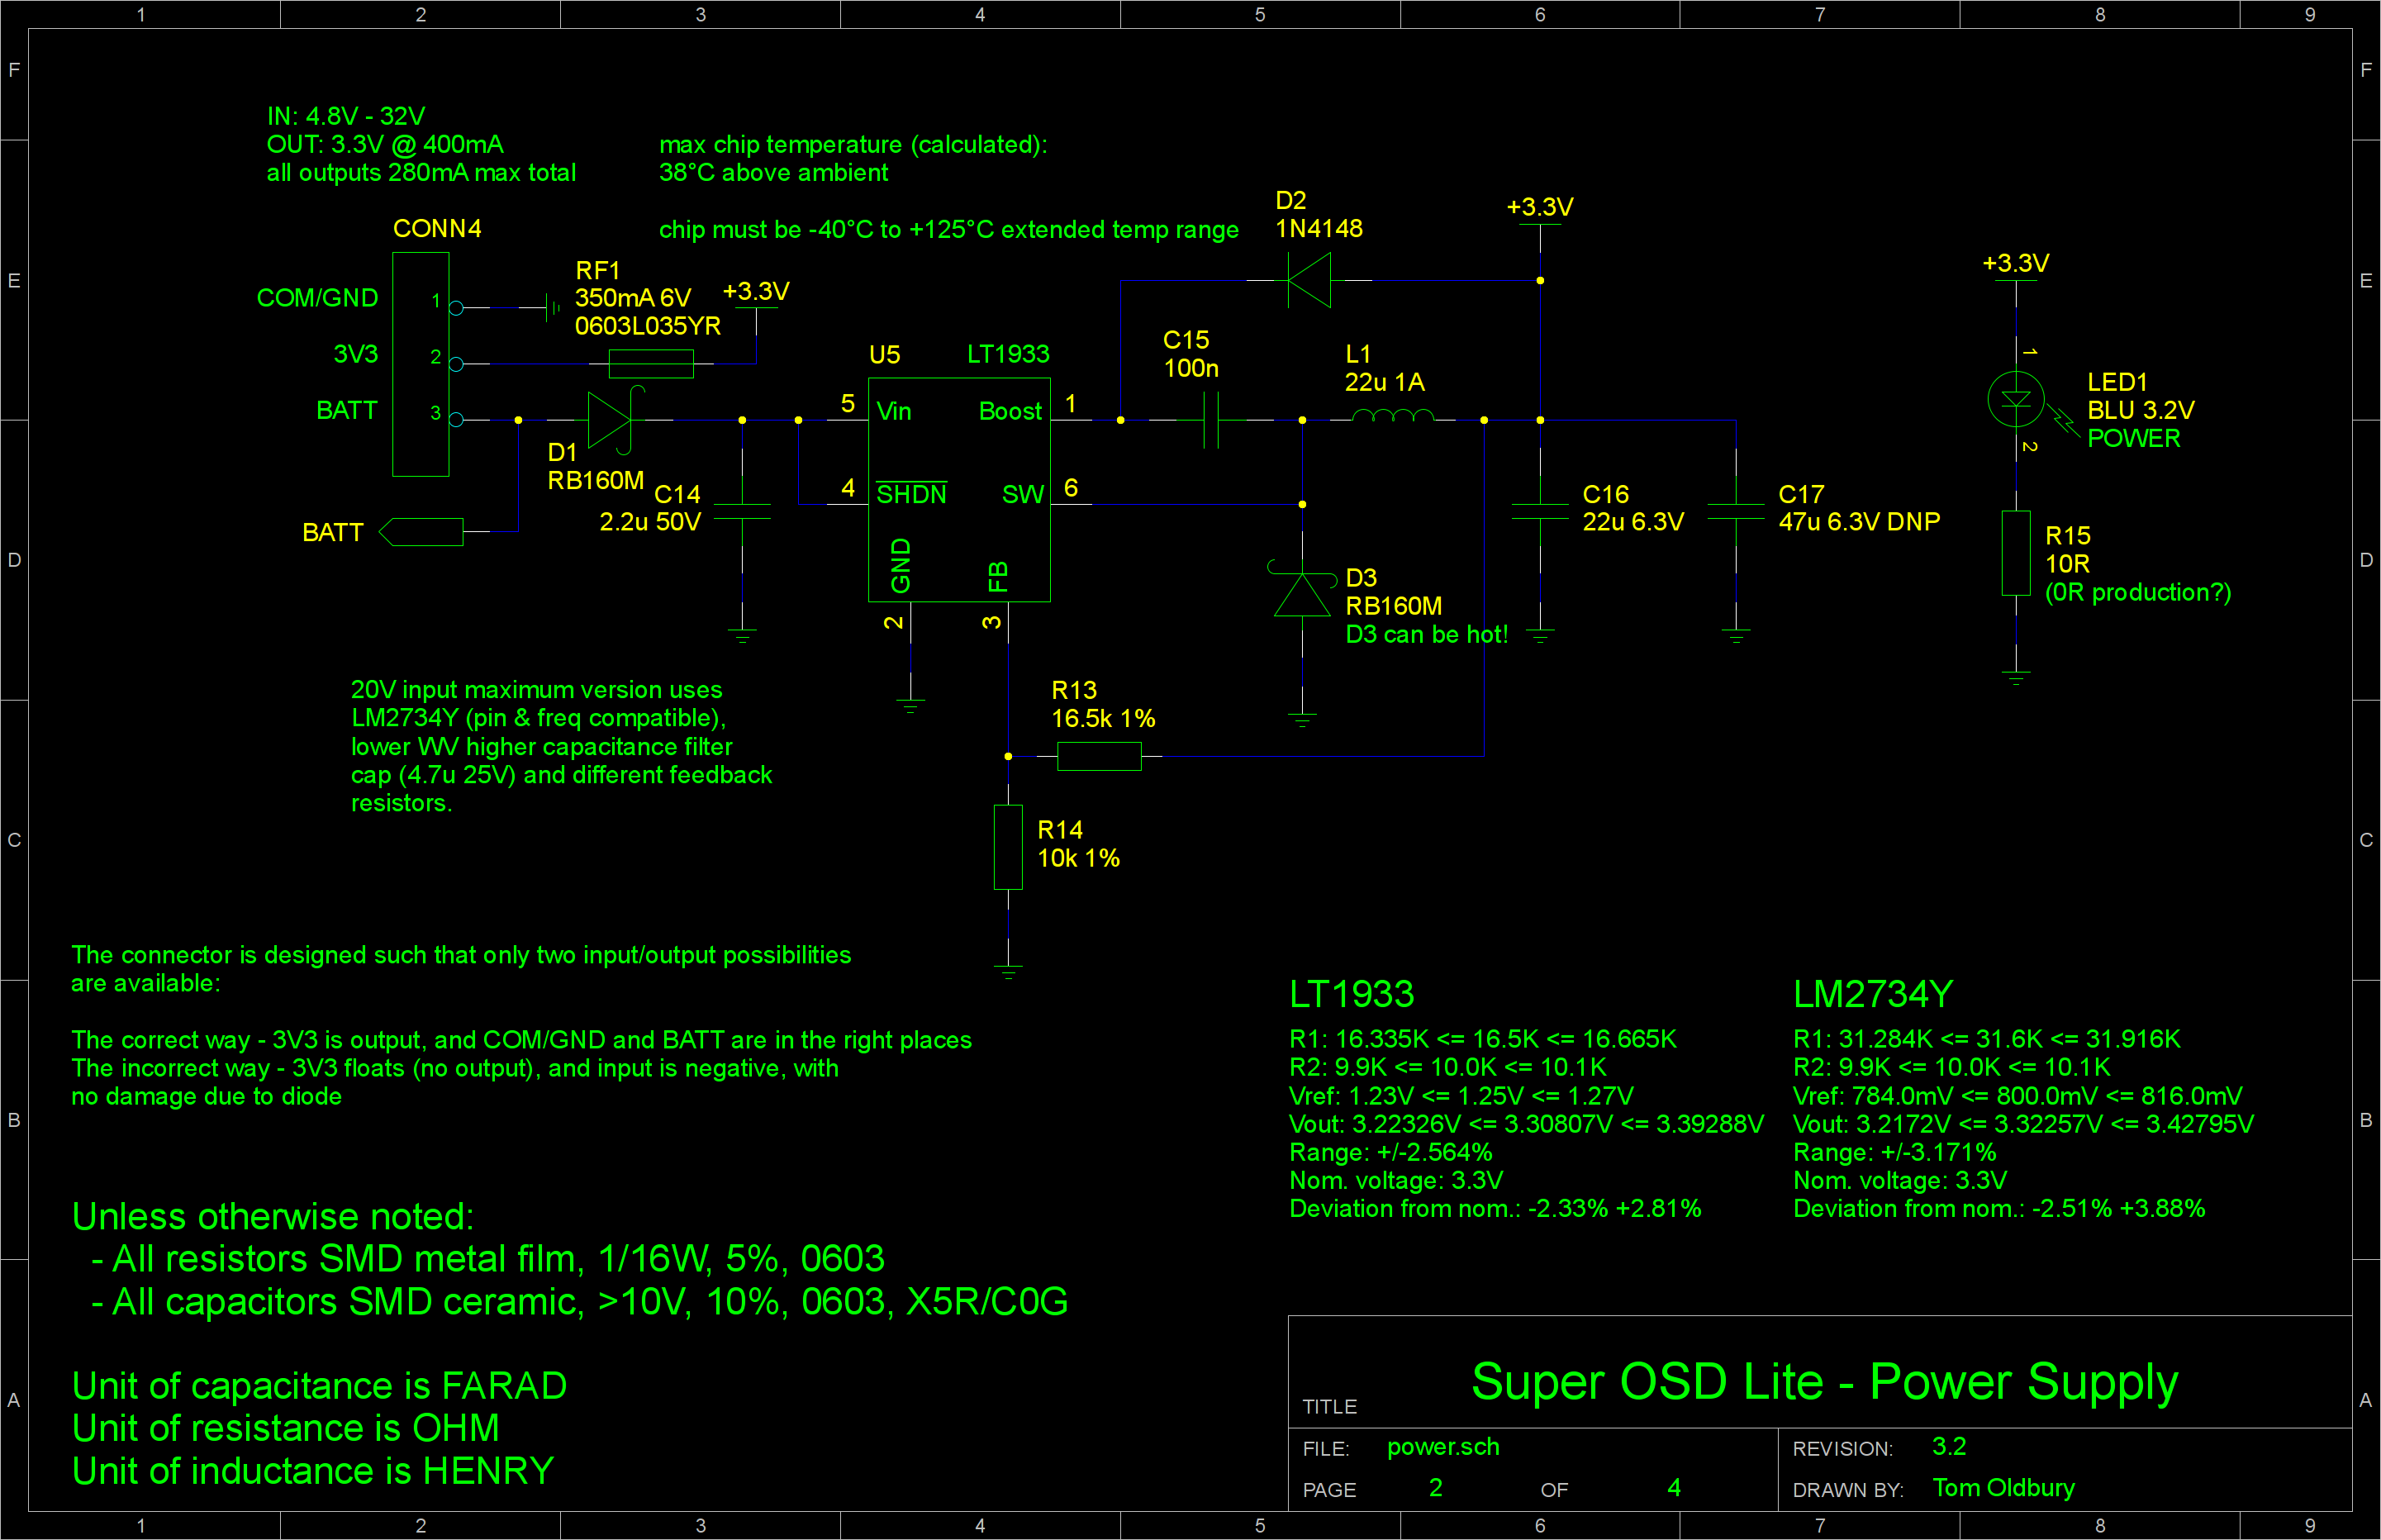 1 2 3 4 5 6 7 8 9
F F
IN: 4.8V - 32V
OUT: 3.3V @ 400mA
all outputs 280mA max total
max chip temperature (calculated):
38°C above ambient
chip must be -40°C to +125°C extended temp range
CONN4
COM/GND 1
3V3 2
BATT 3
BATT
E E
RF1
350mA 6V
0603L035YR
+3.3V
D1
RB160M
C14
2.2u 50V
U5 LT1933
5 Vin Boost 1
4 SHDN SW 6
GND FB
2 3
D2
1N4148
C15
100n
L1
22u 1A
+3.3V
D3
RB160M
D3 can be hot!
C16
22u 6.3V
C17
47u 6.3V DNP
+3.3V
1
LED1
BLU 3.2V
POWER
2
R15
10R
(0R production?)
D D
20V input maximum version uses
LM2734Y (pin & freq compatible),
lower WV higher capacitance filter
cap (4.7u 25V) and different feedback
resistors.
R13
16.5k 1%
R14
10k 1%
C C
The connector is designed such that only two input/output possibilities
are available:
The correct way - 3V3 is output, and COM/GND and BATT are in the right places
The incorrect way - 3V3 floats (no output), and input is negative, with
no damage due to diode
B B
LT1933
R1: 16.335K <= 16.5K <= 16.665K
R2: 9.9K <= 10.0K <= 10.1K
Vref: 1.23V <= 1.25V <= 1.27V
Vout: 3.22326V <= 3.30807V <= 3.39288V
Range: +/-2.564%
Nom. voltage: 3.3V
Deviation from nom.: -2.33% +2.81%
LM2734Y
R1: 31.284K <= 31.6K <= 31.916K
R2: 9.9K <= 10.0K <= 10.1K
Vref: 784.0mV <= 800.0mV <= 816.0mV
Vout: 3.2172V <= 3.32257V <= 3.42795V
Range: +/-3.171%
Nom. voltage: 3.3V
Deviation from nom.: -2.51% +3.88%
Unless otherwise noted:
- All resistors SMD metal film, 1/16W, 5%, 0603
- All capacitors SMD ceramic, >10V, 10%, 0603, X5R/C0G
Unit of capacitance is FARAD
Unit of resistance is OHM
Unit of inductance is HENRY
A A
TITLE Super OSD Lite - Power Supply
FILE: power.sch REVISION: 3.2
PAGE 2 OF 4 DRAWN BY: Tom Oldbury
1 2 3 4 5 6 7 8 9